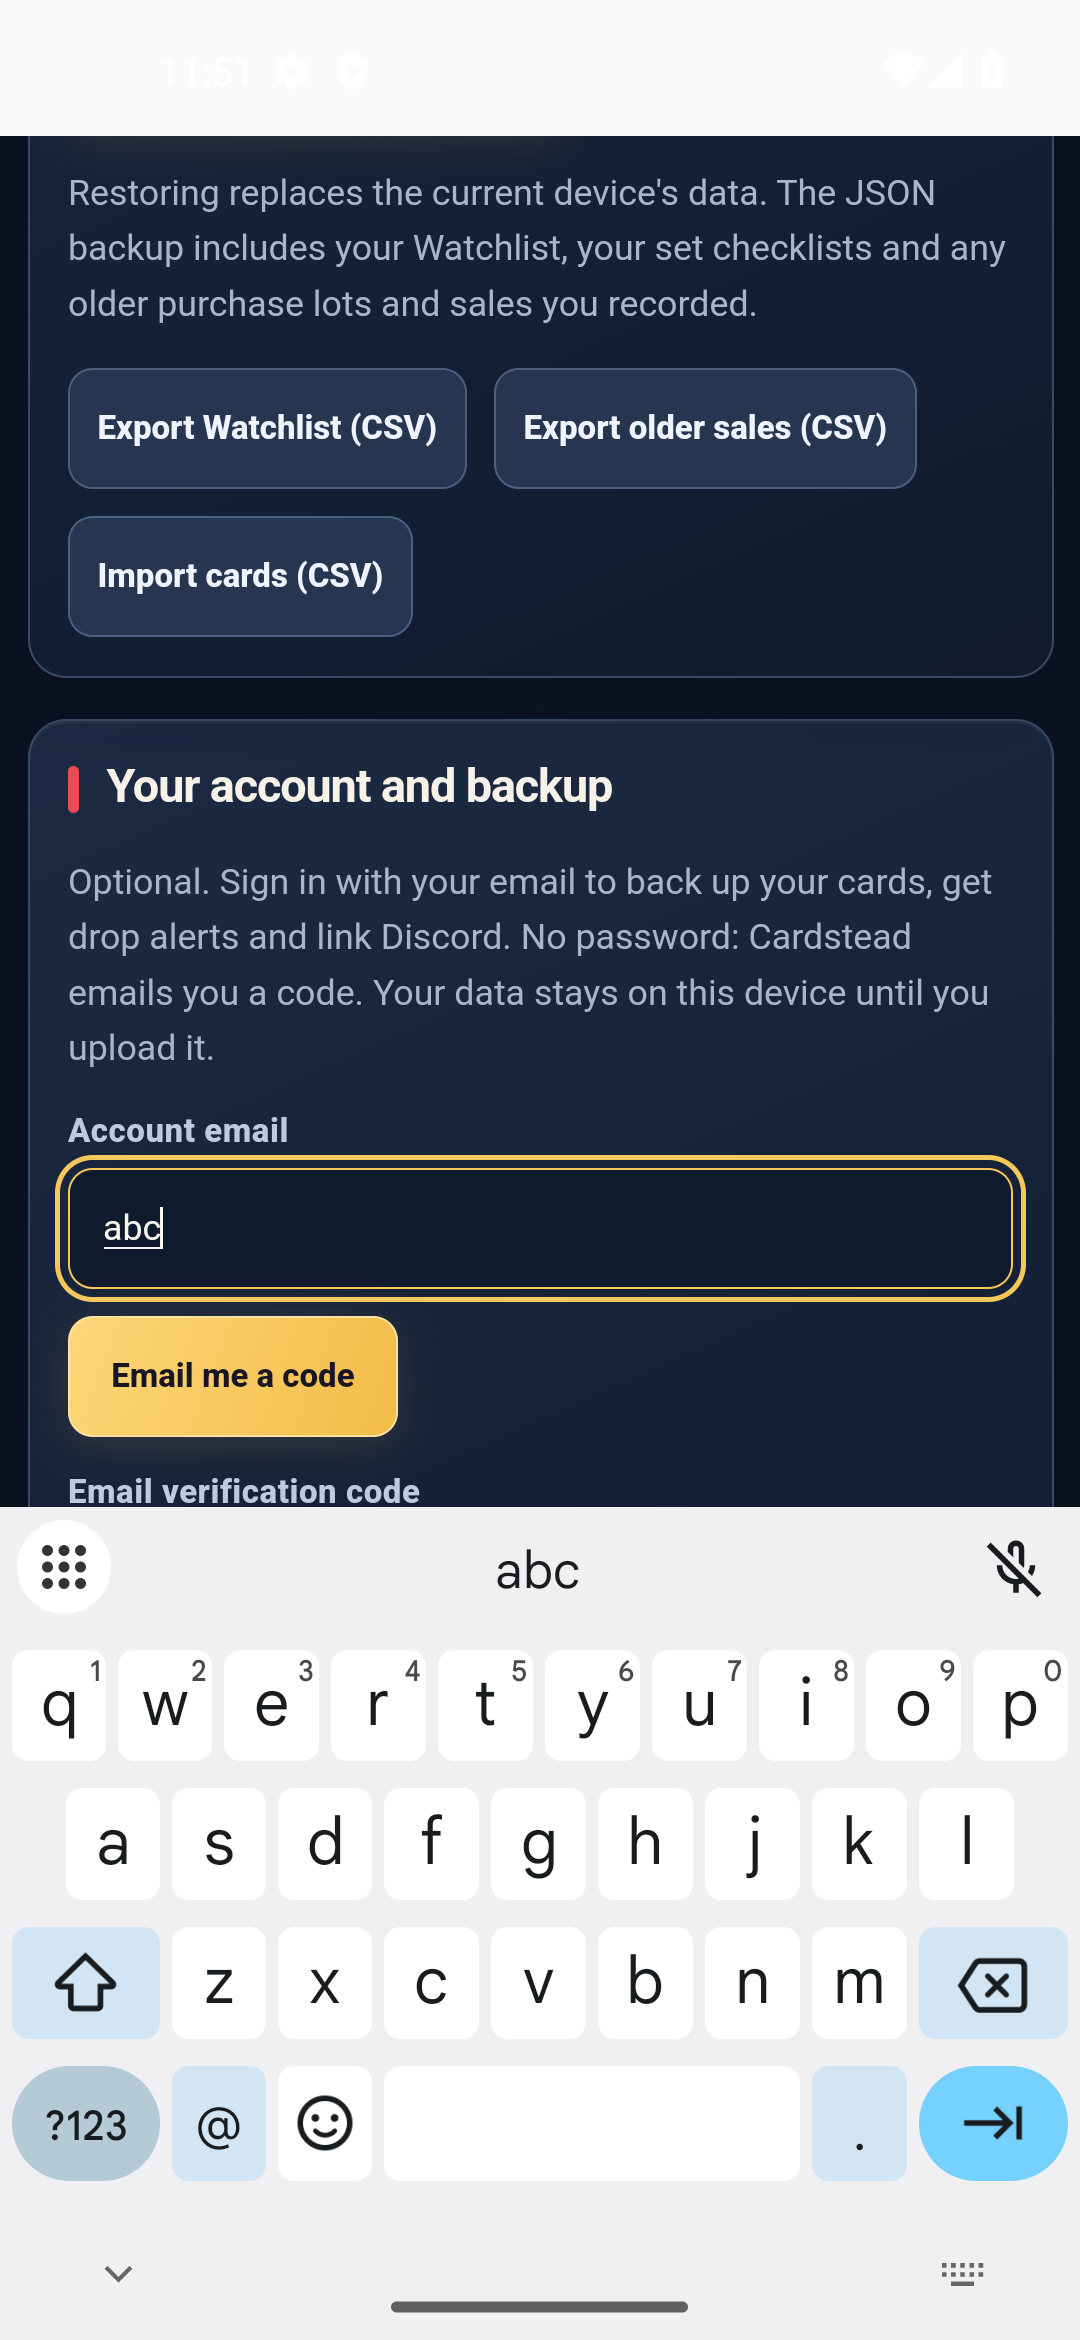 11:51
Restoring replaces the current device's data. The JSON
backup includes your Watchlist, your set checklists and any
older purchase lots and sales you recorded.
Export Watchlist (CSV) Export older sales (CSV)
Import cards (CSV)
Your account and backup
Optional. Sign in with your email to back up your cards, get
drop alerts and link Discord. No password: Cardstead
emails you a code. Your data stays on this device until you
upload it.
Account email
abc
Email me a code
Email verification code
abc
q 1 w 2 e 3 r 4 t 5 y 6 u 7 i 8 o 9 p 0
a s d f g h j k l
z x c v b n m
?123 @ .